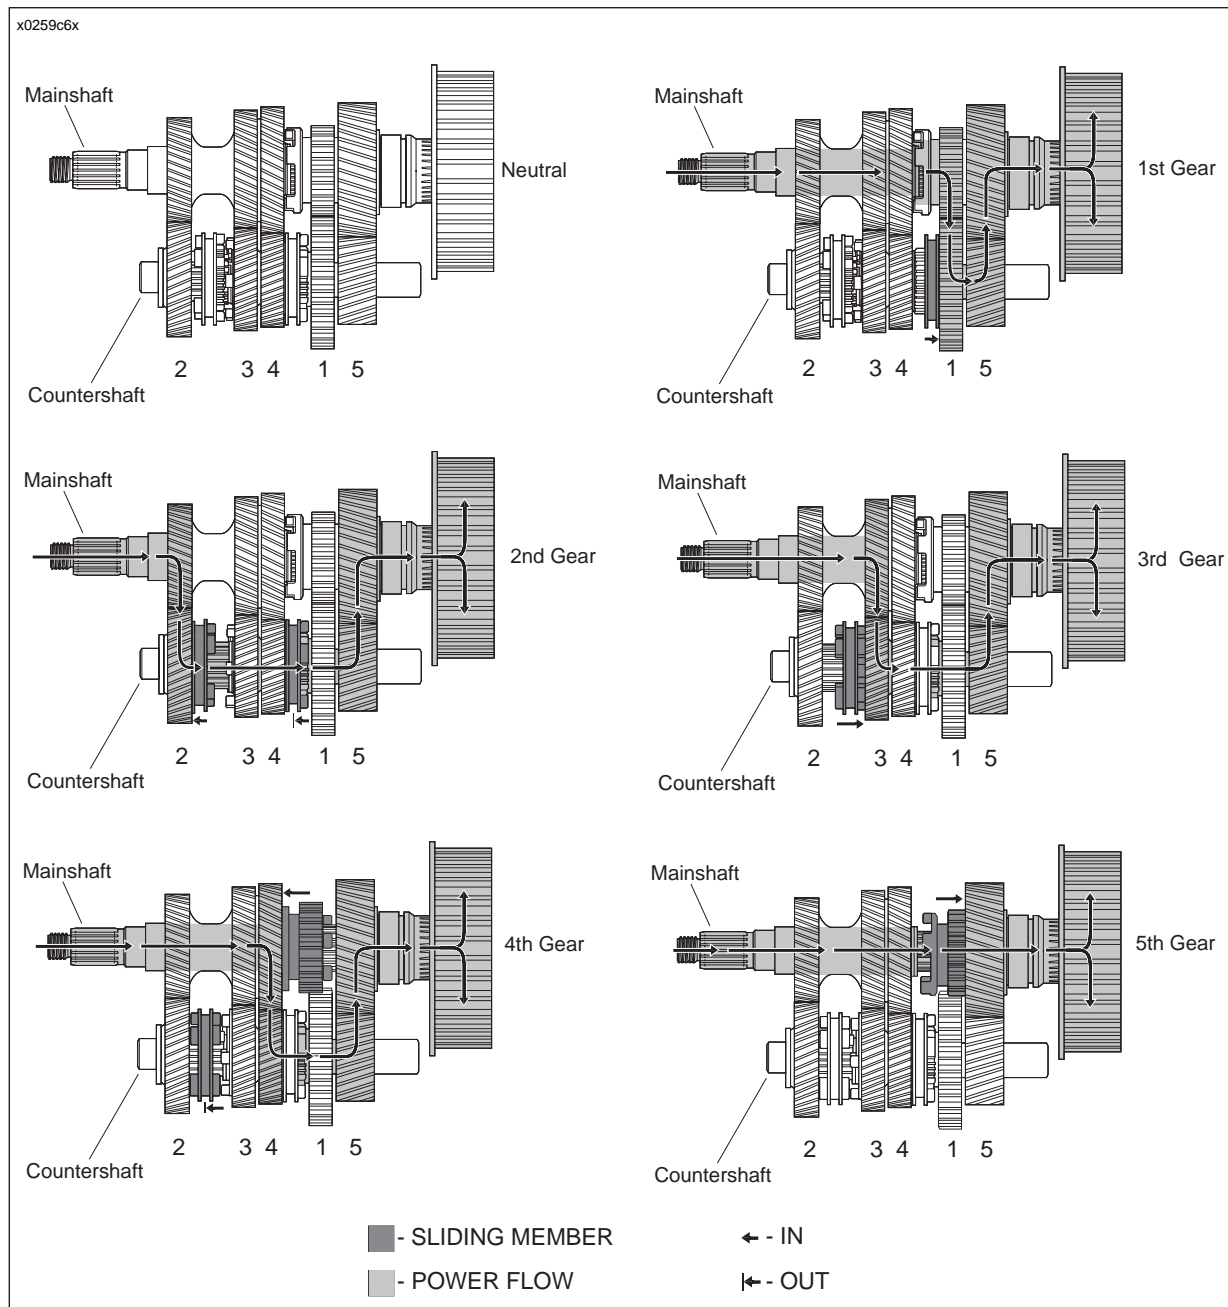 x0259c6x
Mainshaft
Neutral
2 3 4 1 5
Countershaft
Mainshaft
1st Gear
2 3 4 1 5
Countershaft
Mainshaft
2nd Gear
2 3 4 1 5
Countershaft
Mainshaft
3rd Gear
2 3 4 1 5
Countershaft
Mainshaft
4th Gear
2 3 4 1 5
Countershaft
Mainshaft
5th Gear
2 3 4 1 5
Countershaft
- SLIDING MEMBER
- IN
- POWER FLOW
- OUT